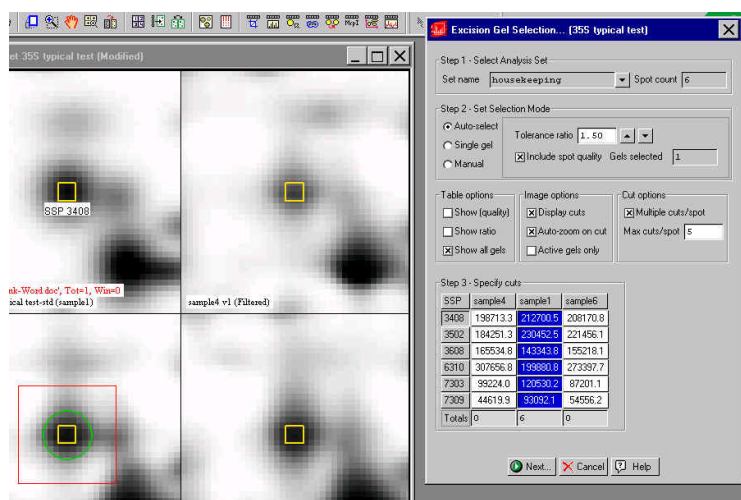 et 35S typical test (Modified)
SSP 3408
nk-Word doc', Tot=1, Win=0
ical test-std (sample1)
sample4 v1 (Filtered)
Excision Gel Selection... (35S typical test)
Step 1 - Select Analysis Set
Set name housekeeping Spot count 6
Step 2 - Set Selection Mode
Auto-select
Single gel
Manual
Tolerance ratio 1.50
Include spot quality Gels selected 1
Table options
Show (quality)
Show ratio
Show all gels
Image options
Display cuts
Auto-zoom on cut
Active gels only
Cut options
Multiple cuts/spot
Max cuts/spot 5
Step 3 - Specify cuts
SSP sample4 sample1 sample6
3408 198713.3 212700.5 208170.8
3502 184251.3 230452.5 221456.1
3608 165534.8 143343.8 155218.1
6310 307656.8 199880.8 273397.7
7303 99224.0 120530.2 87201.1
7309 44619.9 93092.1 54556.2
Totals 0 6 0
Next... Cancel Help